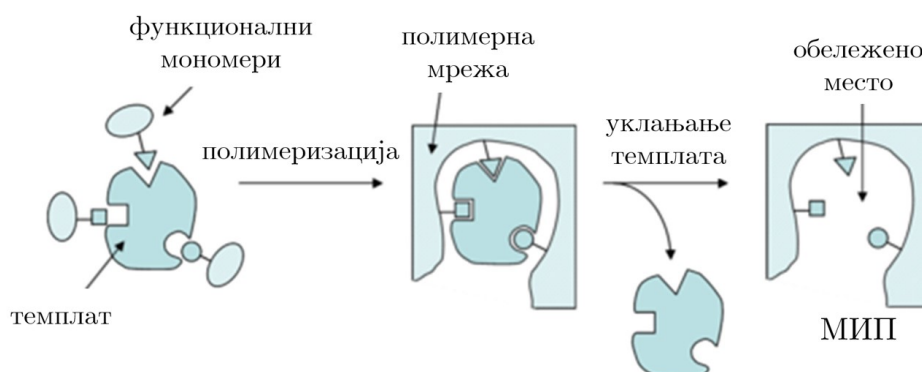 функционални
мономери
полимерна
мрежа
обележено
место
полимеризација
уклањање
темплата
темплат
МИП